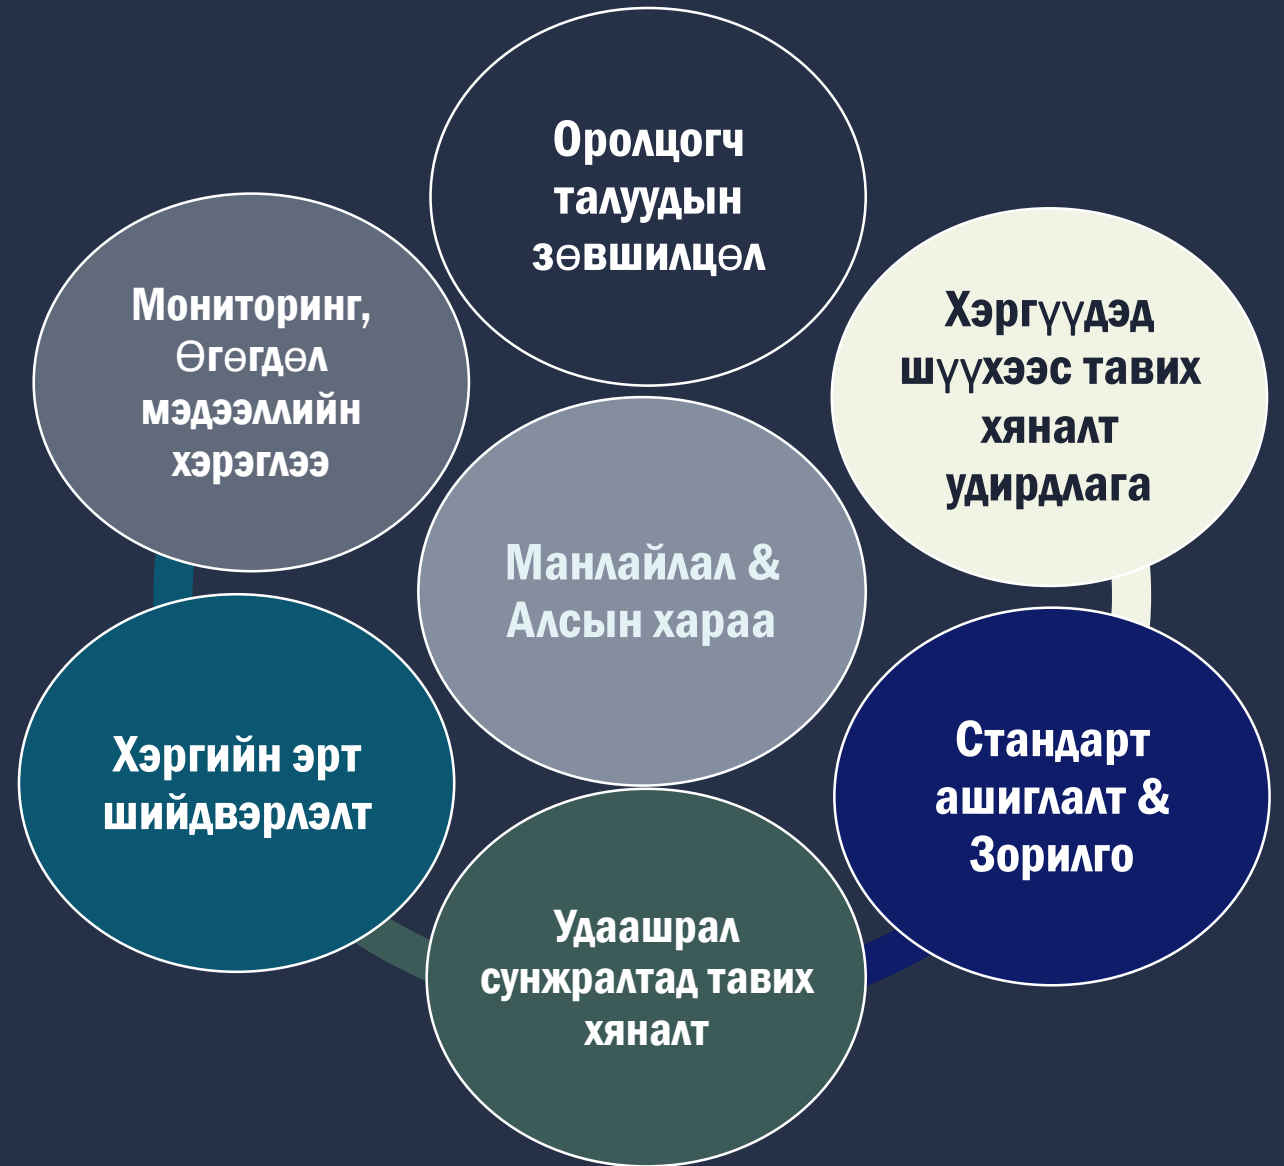 Оролцогч
талуудын
зөвшилцөл
Мониторинг,
Өгөгдөл
мэдээллийн
хэрэглээ
Хэргүүдэд
шүүхээс тавих
хяналт
удирдлага
Манлайлал &
Алсын хараа
Хэргийн эрт
шийдвэрлэлт
Стандарт
ашиглалт &
Зорилго
Удаашрал
сунжралтад тавих
хяналт